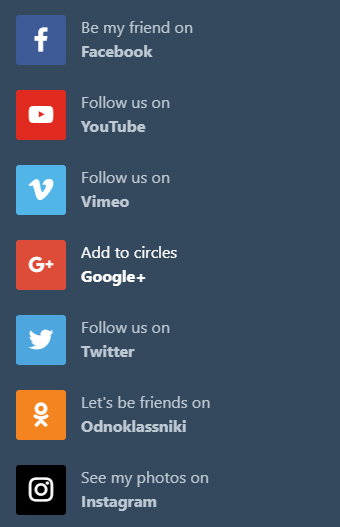 Be my friend on
Facebook
Follow us on
YouTube
Follow us on
Vimeo
G+
Add to circles
Google+
Follow us on
Twitter
Let's be friends on
Odnoklassniki
See my photos on
Instagram